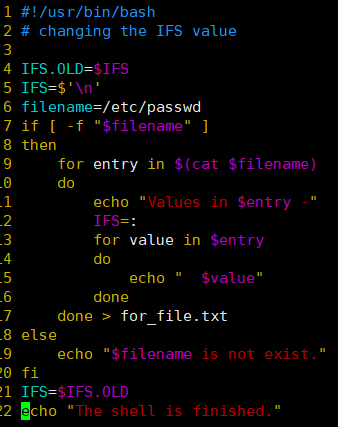 1 #!/usr/bin/bash
2 # changing the IFS value
3
4 IFS.OLD=$IFS
5 IFS=$'\n'
6 filename=/etc/passwd
7 if [ -f "$filename" ]
8 then
9     for entry in $(cat $filename)
10     do
11         echo "Values in $entry -"
12         IFS=:
13         for value in $entry
14         do
15             echo "  $value"
16         done
17     done > for_file.txt
18 else
19     echo "$filename is not exist."
20 fi
21 IFS=$IFS.OLD
22 echo "The shell is finished."